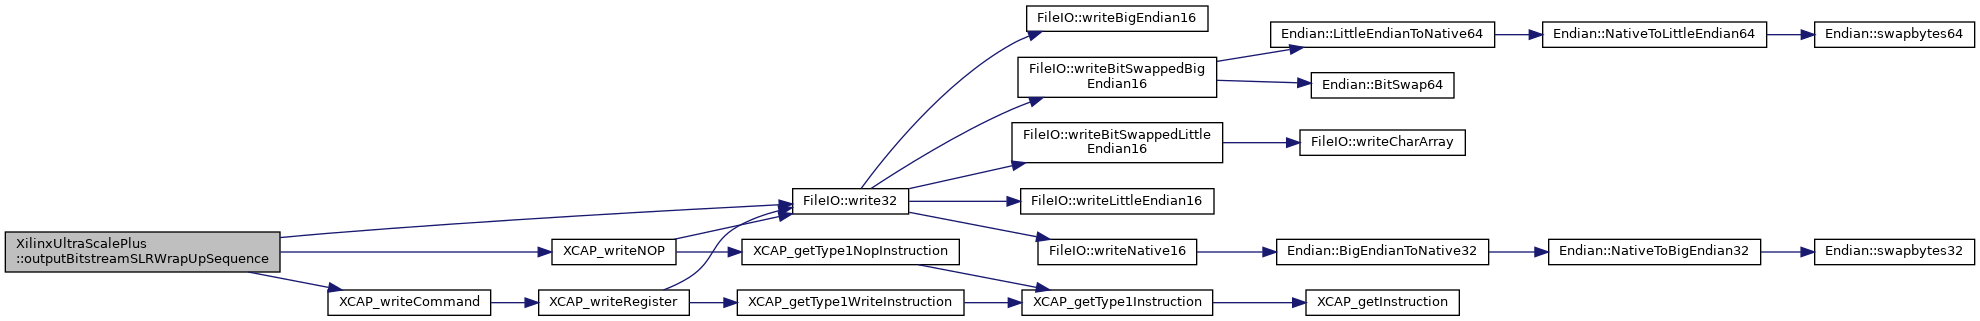 XilinxUltraScalePlus
::outputBitstreamSLRWrapUpSequence
XCAP_writeCommand
XCAP_writeNOP
XCAP_writeRegister
FileIO::write32
XCAP_getType1NopInstruction
XCAP_getType1WriteInstruction
FileIO::writeBigEndian16
FileIO::writeBitSwappedBig
Endian16
FileIO::writeBitSwappedLittle
Endian16
FileIO::writeLittleEndian16
FileIO::writeNative16
XCAP_getType1Instruction
Endian::LittleEndianToNative64
Endian::BitSwap64
FileIO::writeCharArray
Endian::BigEndianToNative32
XCAP_getInstruction
Endian::NativeToLittleEndian64
Endian::NativeToBigEndian32
Endian::swapbytes64
Endian::swapbytes32